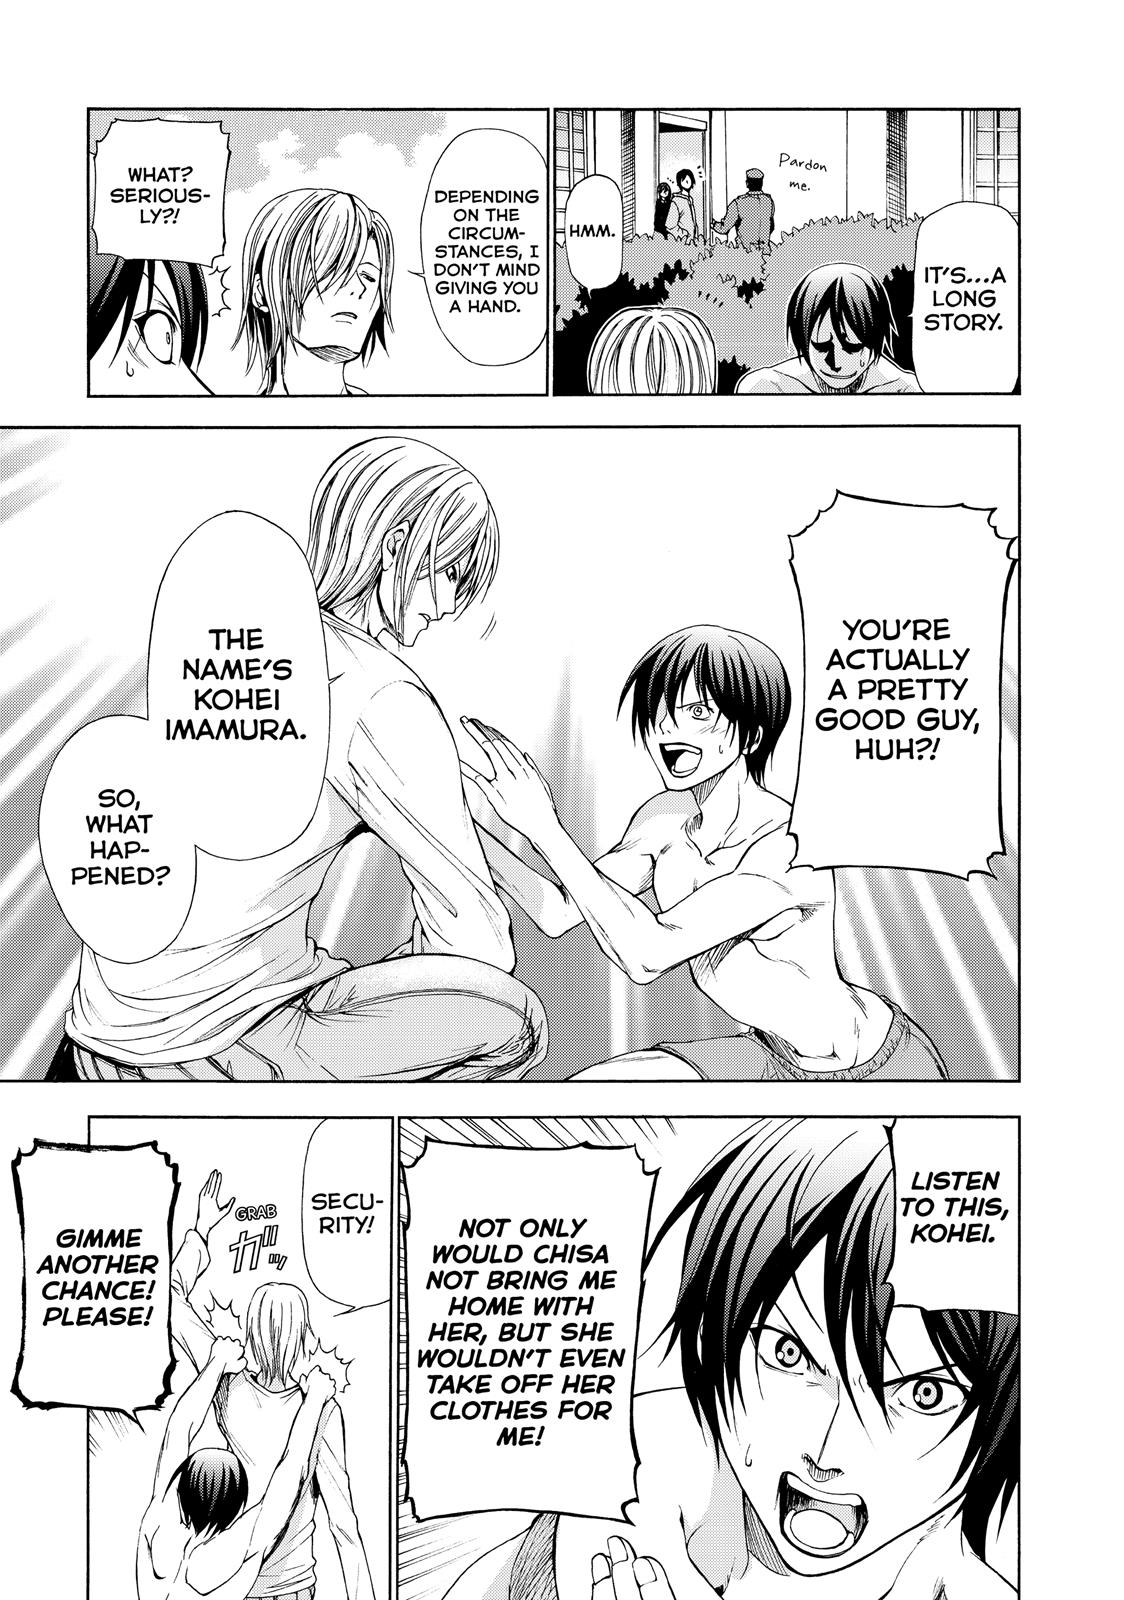 IT'S...A
LONG
STORY.
Pardon
me.
HMM.
DEPENDING
ON THE
CIRCUM-
STANCES, I
DON'T MIND
GIVING YOU
A HAND.
WHAT?
SERIOUS-
LY?!
YOU'RE
ACTUALLY
A PRETTY
GOOD GUY,
HUH?!
THE
NAME'S
KOHEI
IMAMURA.
SO,
WHAT
HAP-
PENED?
LISTEN
TO THIS,
KOHEI.
NOT ONLY
WOULD CHISA
NOT BRING ME
HOME WITH
HER, BUT SHE
WOULDN'T EVEN
TAKE OFF HER
CLOTHES FOR
ME!
SECU-
RITY!
GRAB
ガッ
GIMME
ANOTHER
CHANCE!
PLEASE!